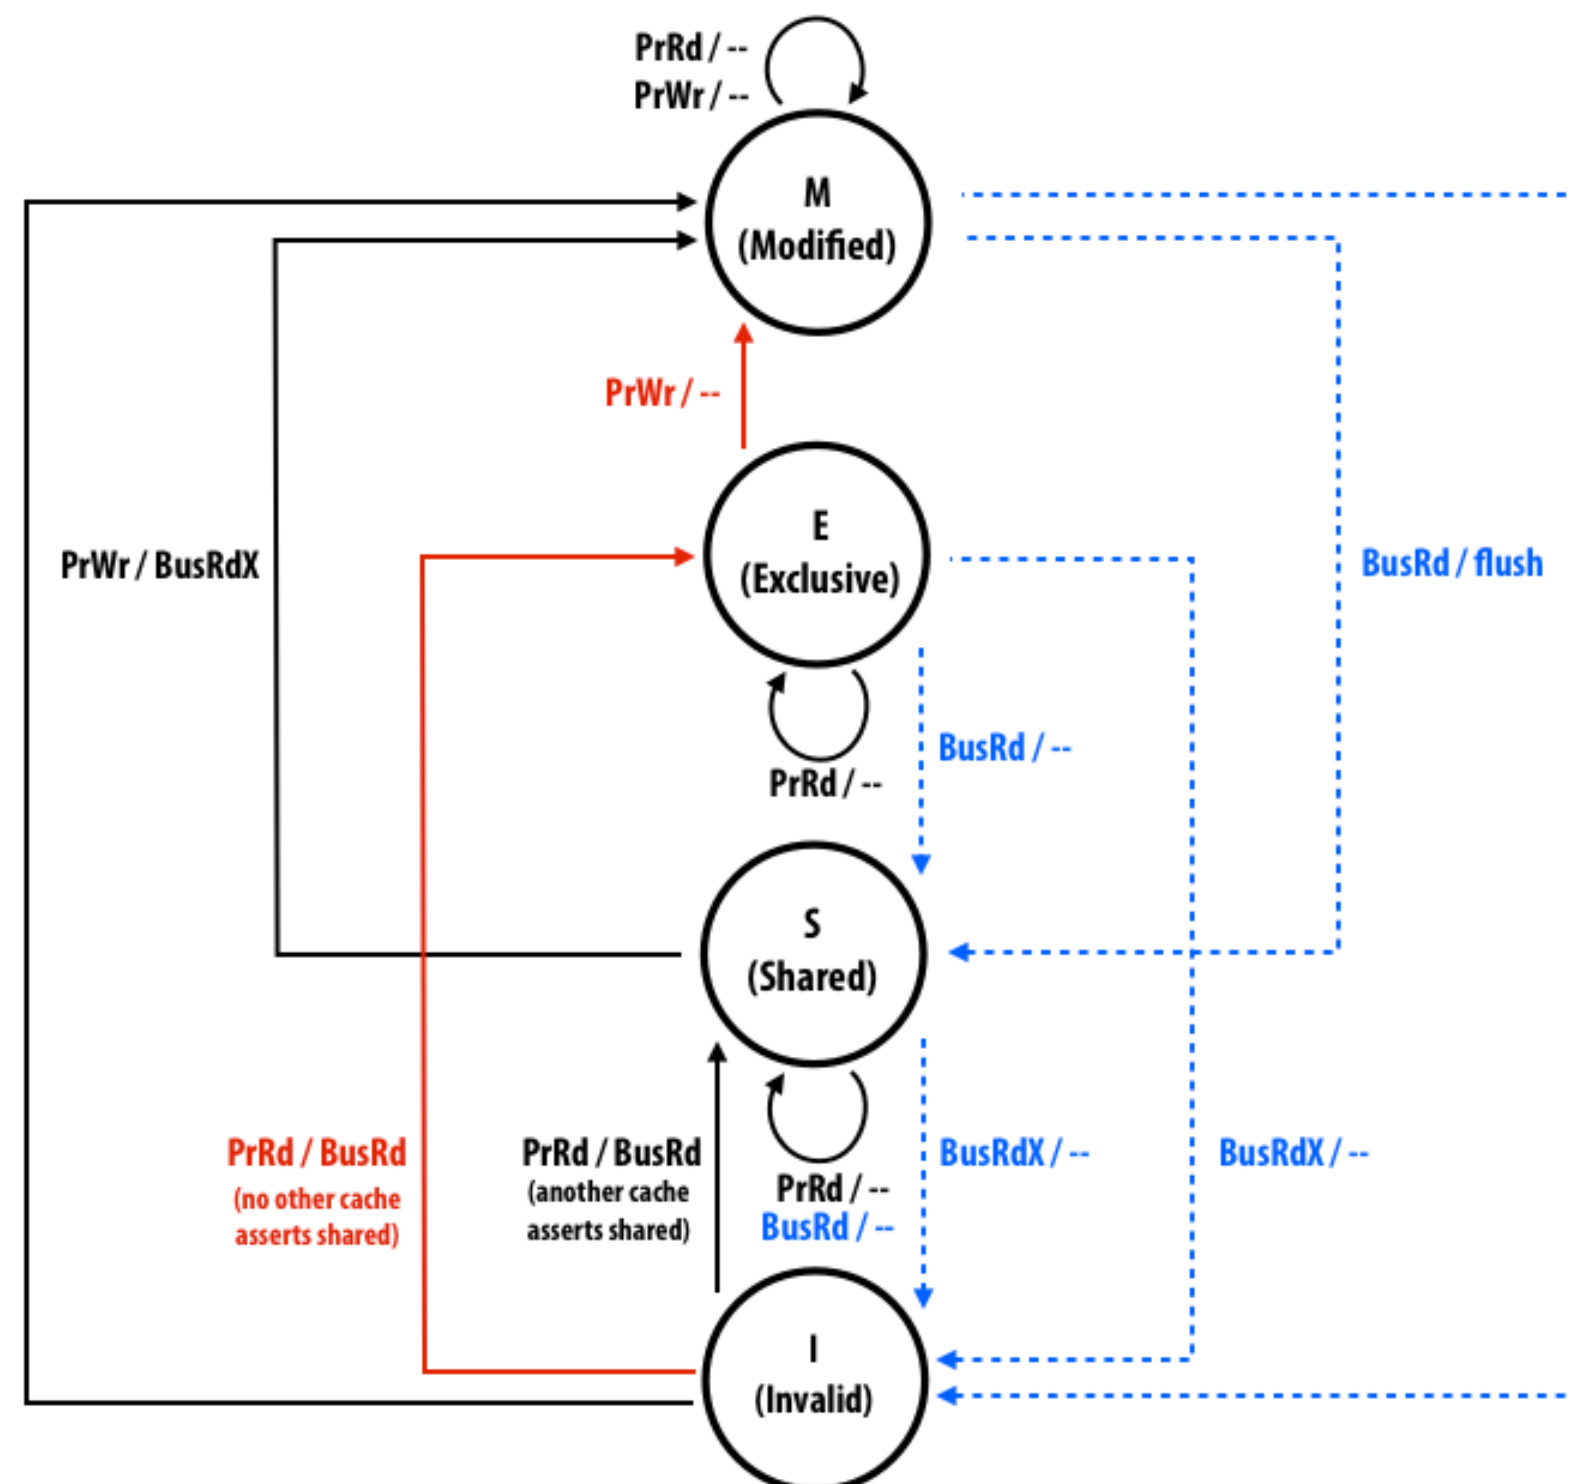 PrRd / --
PrWr / --
M
(Modified)
PrWr / --
E
(Exclusive)
PrWr / BusRdX
BusRd / flush
BusRd / --
PrRd / --
S
(Shared)
PrRd / BusRd
(no other cache
asserts shared)
PrRd / BusRd
(another cache
asserts shared)
PrRd / --
BusRd / --
BusRdX / --
BusRdX / --
I
(Invalid)